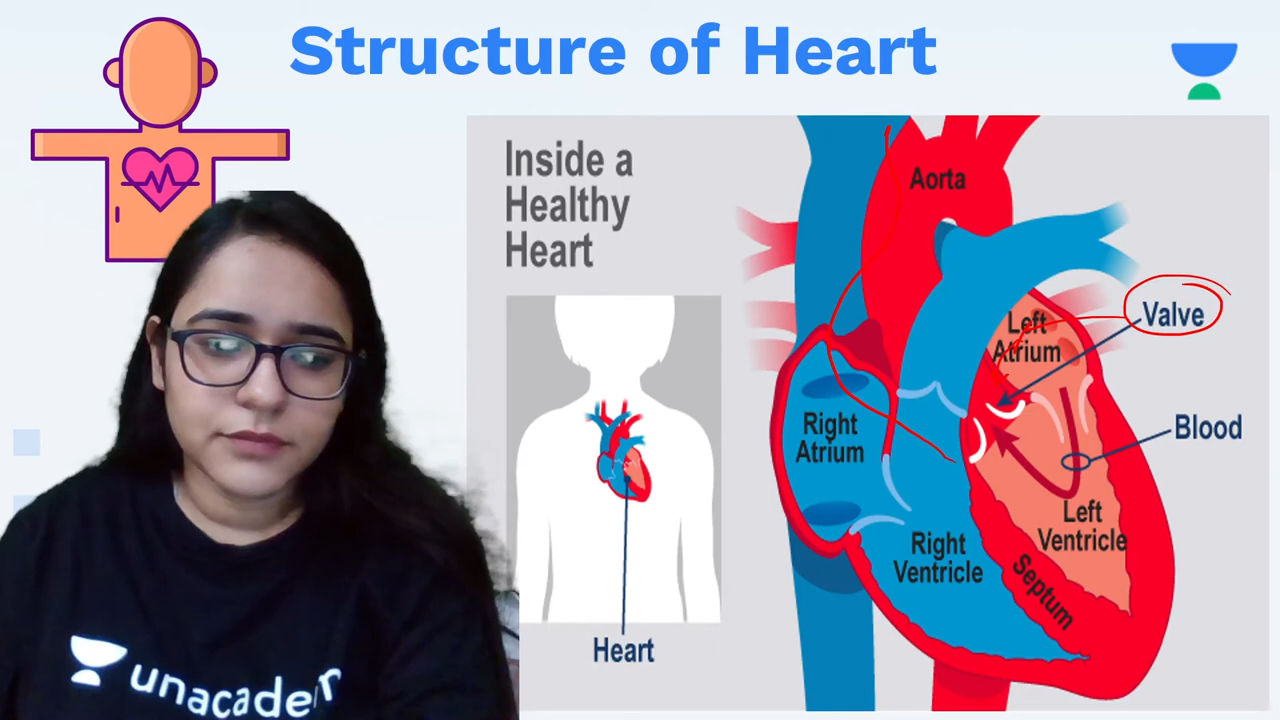 Structure of Heart
Inside a
Healthy
Heart
Aorta
Left
Atrium
Valve
Right
Atrium
Blood
Left
Ventricle
Right
Ventricle
Septum
Heart
unacadem